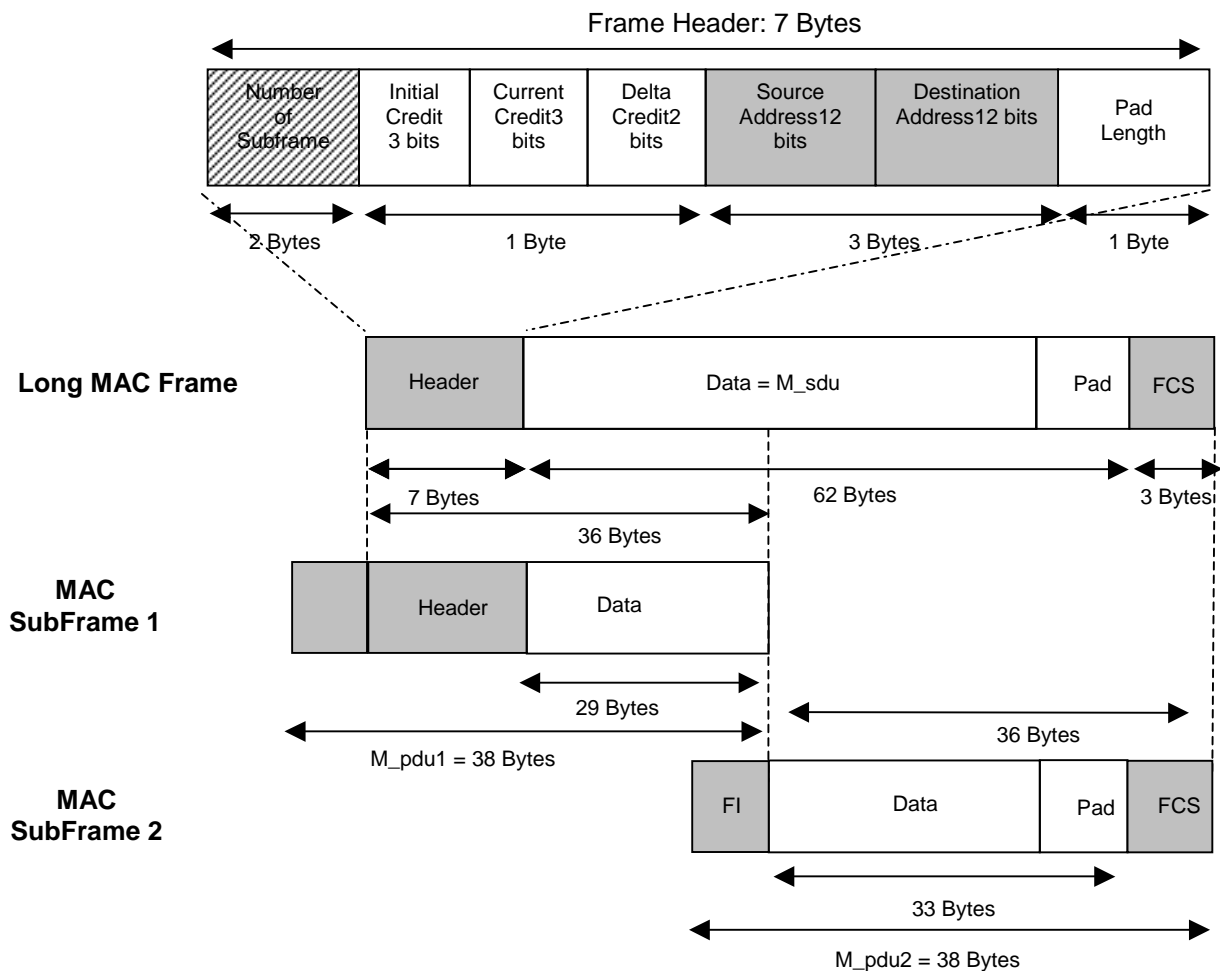 Frame Header: 7 Bytes
Number
of
Subframe
Initial
Credit
3 bits
Current
Credit3
bits
Delta
Credit2
bits
Source
Address12
bits
Destination
Address12 bits
Pad
Length
2 Bytes
1 Byte
3 Bytes
1 Byte
Long MAC Frame
Header
Data = M_sdu
Pad
FCS
7 Bytes
62 Bytes
3 Bytes
36 Bytes
MAC
SubFrame 1
Header
Data
29 Bytes
36 Bytes
M_pdu1 = 38 Bytes
MAC
SubFrame 2
FI
Data
Pad
FCS
33 Bytes
M_pdu2 = 38 Bytes